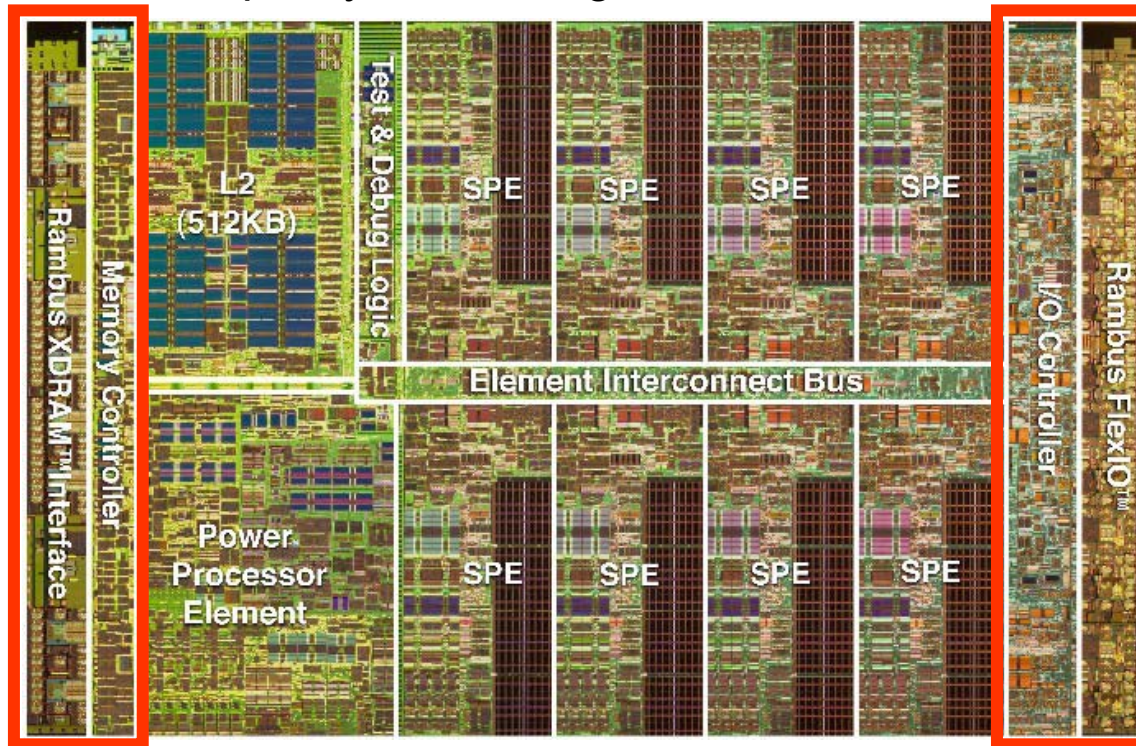 Rambus XDRAM™ Interface
Memory Controller
L2
(512KB)
Test & Debug Logic
SPE
SPE
SPE
SPE
I/O Controller
Rambus FlexIO™
Element Interconnect Bus
Power
Processor
Element
SPE
SPE
SPE
SPE